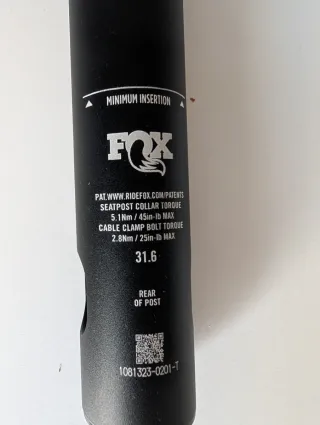 MINIMUM INSERTION
FOX
PAT.WWW.RIDEFOX.COM/PATENTS
SEATPOST COLLAR TORQUE
5.1Nm / 45in-lb MAX
CABLE CLAMP BOLT TORQUE
2.8Nm / 25in-lb MAX
31.6
REAR
OF POST
1081323-0201-T